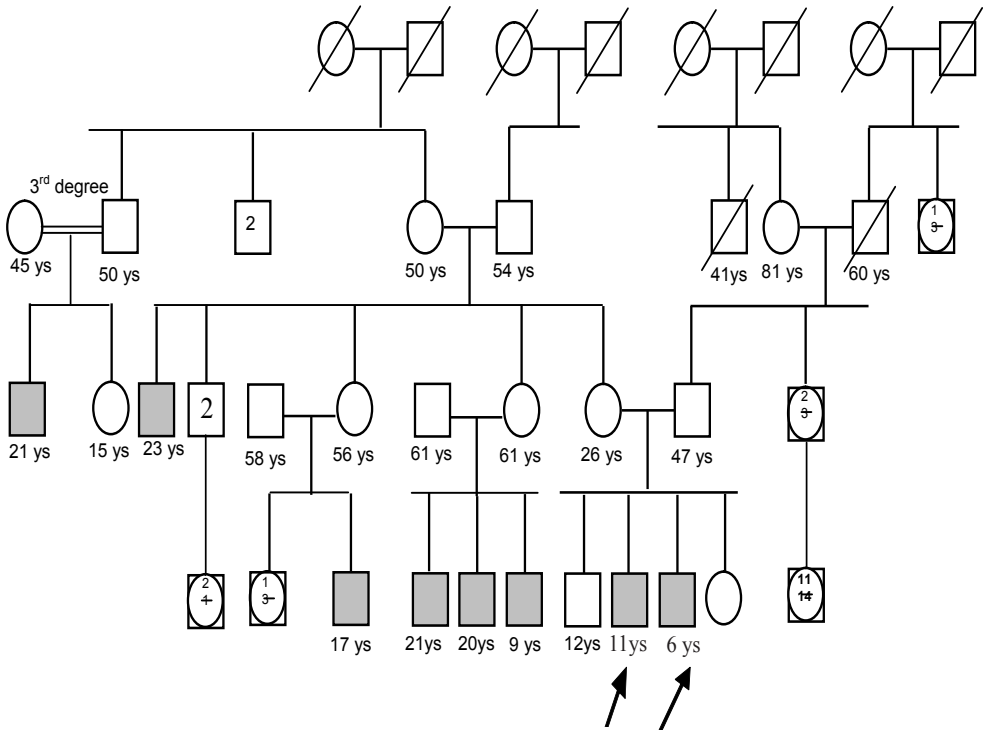 3rd degree
2
1
3
45 ys
50 ys
50 ys
54 ys
41ys
81 ys
60 ys
2
2
3
21 ys
15 ys
23 ys
58 ys
56 ys
61 ys
61 ys
26 ys
47 ys
2
1
1
3
11
14
17 ys
21ys
20ys
9 ys
12ys
11ys
6 ys